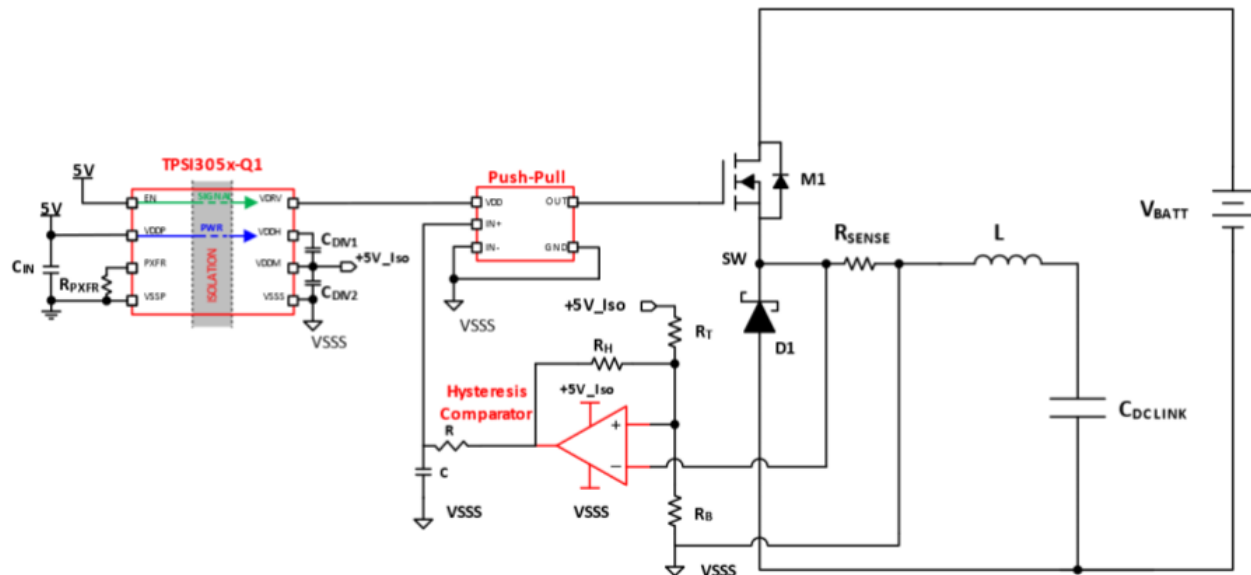 TPSI305x-Q1
5V
EN
SIGNAL
VDRV
5V
VDDP
PWR
VDDH
CDIV1
PXFR
VDDM
+5V_Iso
CIN
RPXFR
ISOLATION
CDIV2
VSSP
VSSS
VSSS
Push-Pull
VDD
OUT
IN+
IN-
GND
VSSS
M1
VBATT
RSENSE
L
SW
D1
CDCLINK
+5V_Iso
RT
RH
Hysteresis
Comparator
+5V_Iso
R
+
−
C
VSSS
VSSS
RB
VSSS